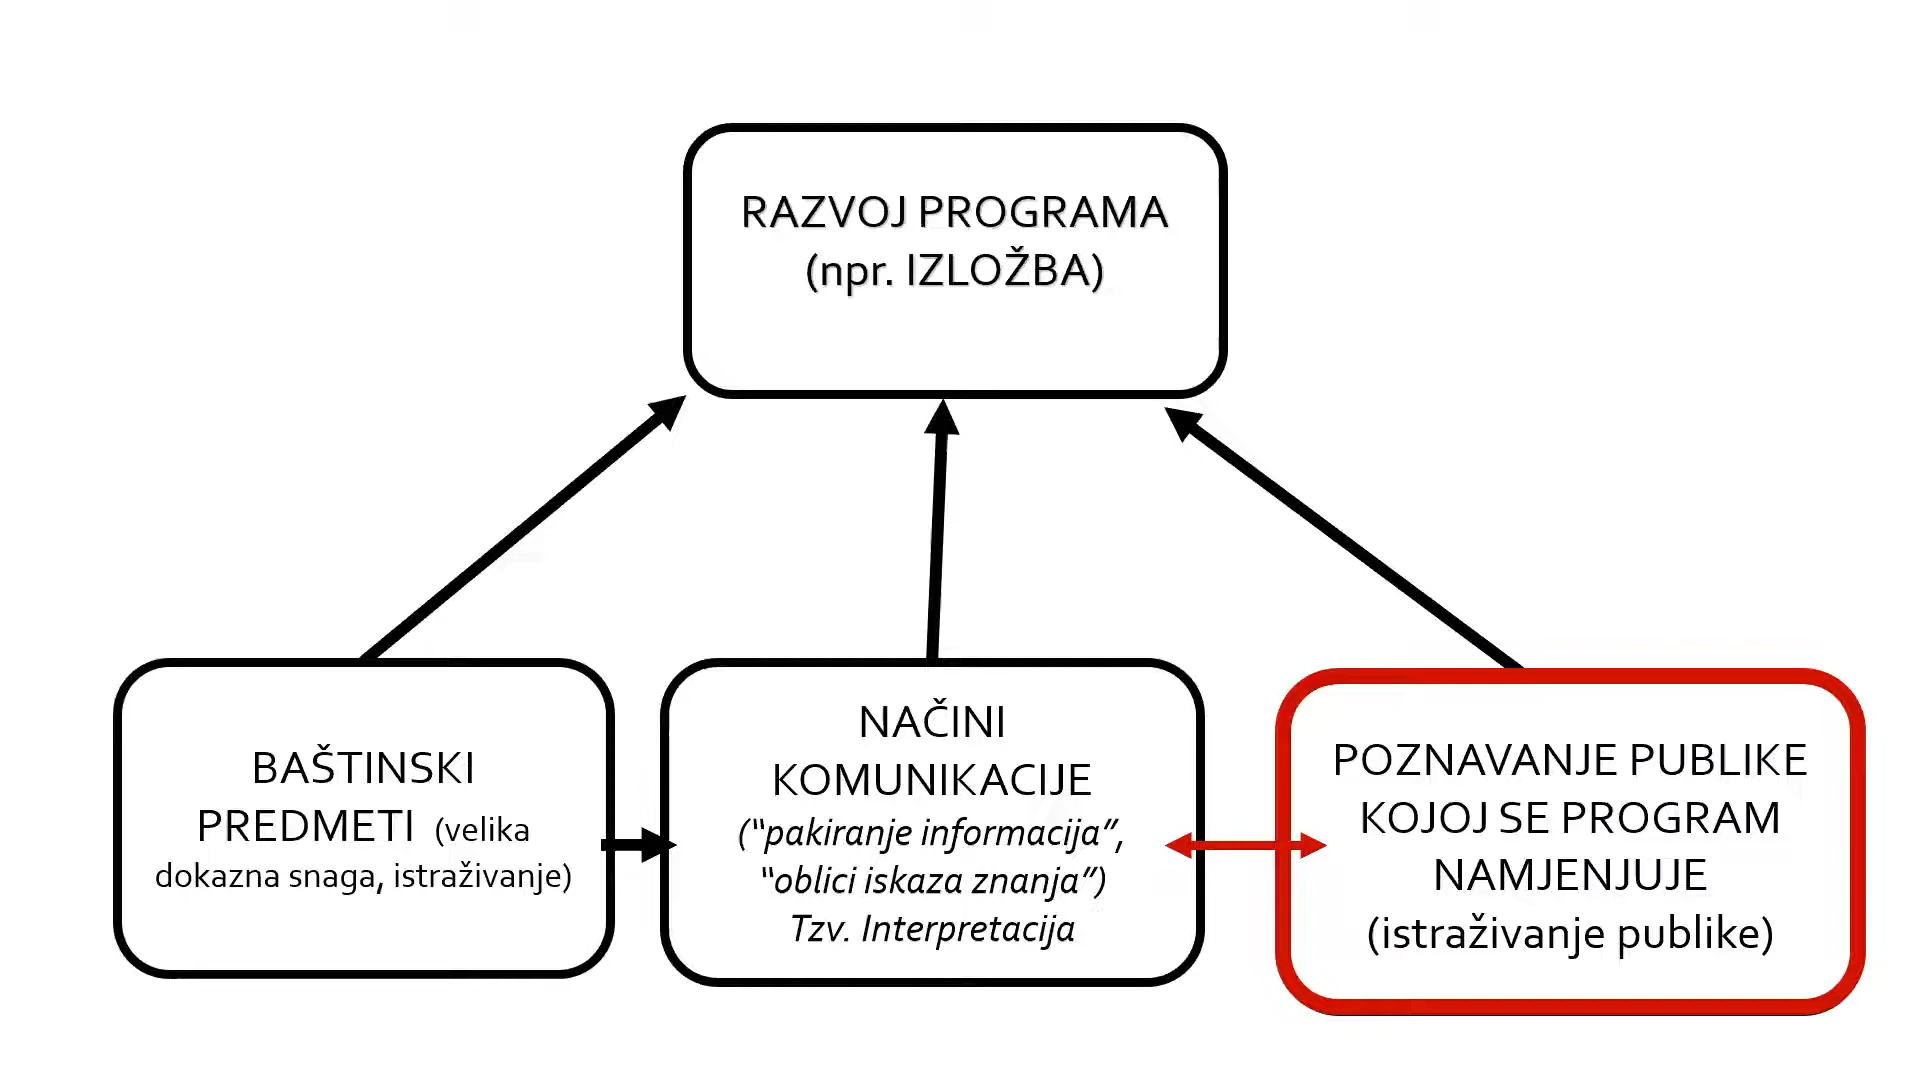 RAZVOJ PROGRAMA
(npr. IZLOŽBA)
BAŠTINSKI
PREDMETI (velika
dokazna snaga, istraživanje)
NAČINI
KOMUNIKACIJE
(“pakiranje informacija”,
“oblici iskaza znanja”)
Tzv. Interpretacija
POZNAVANJE PUBLIKE
KOJOJ SE PROGRAM
NAMJENJUJE
(istraživanje publike)